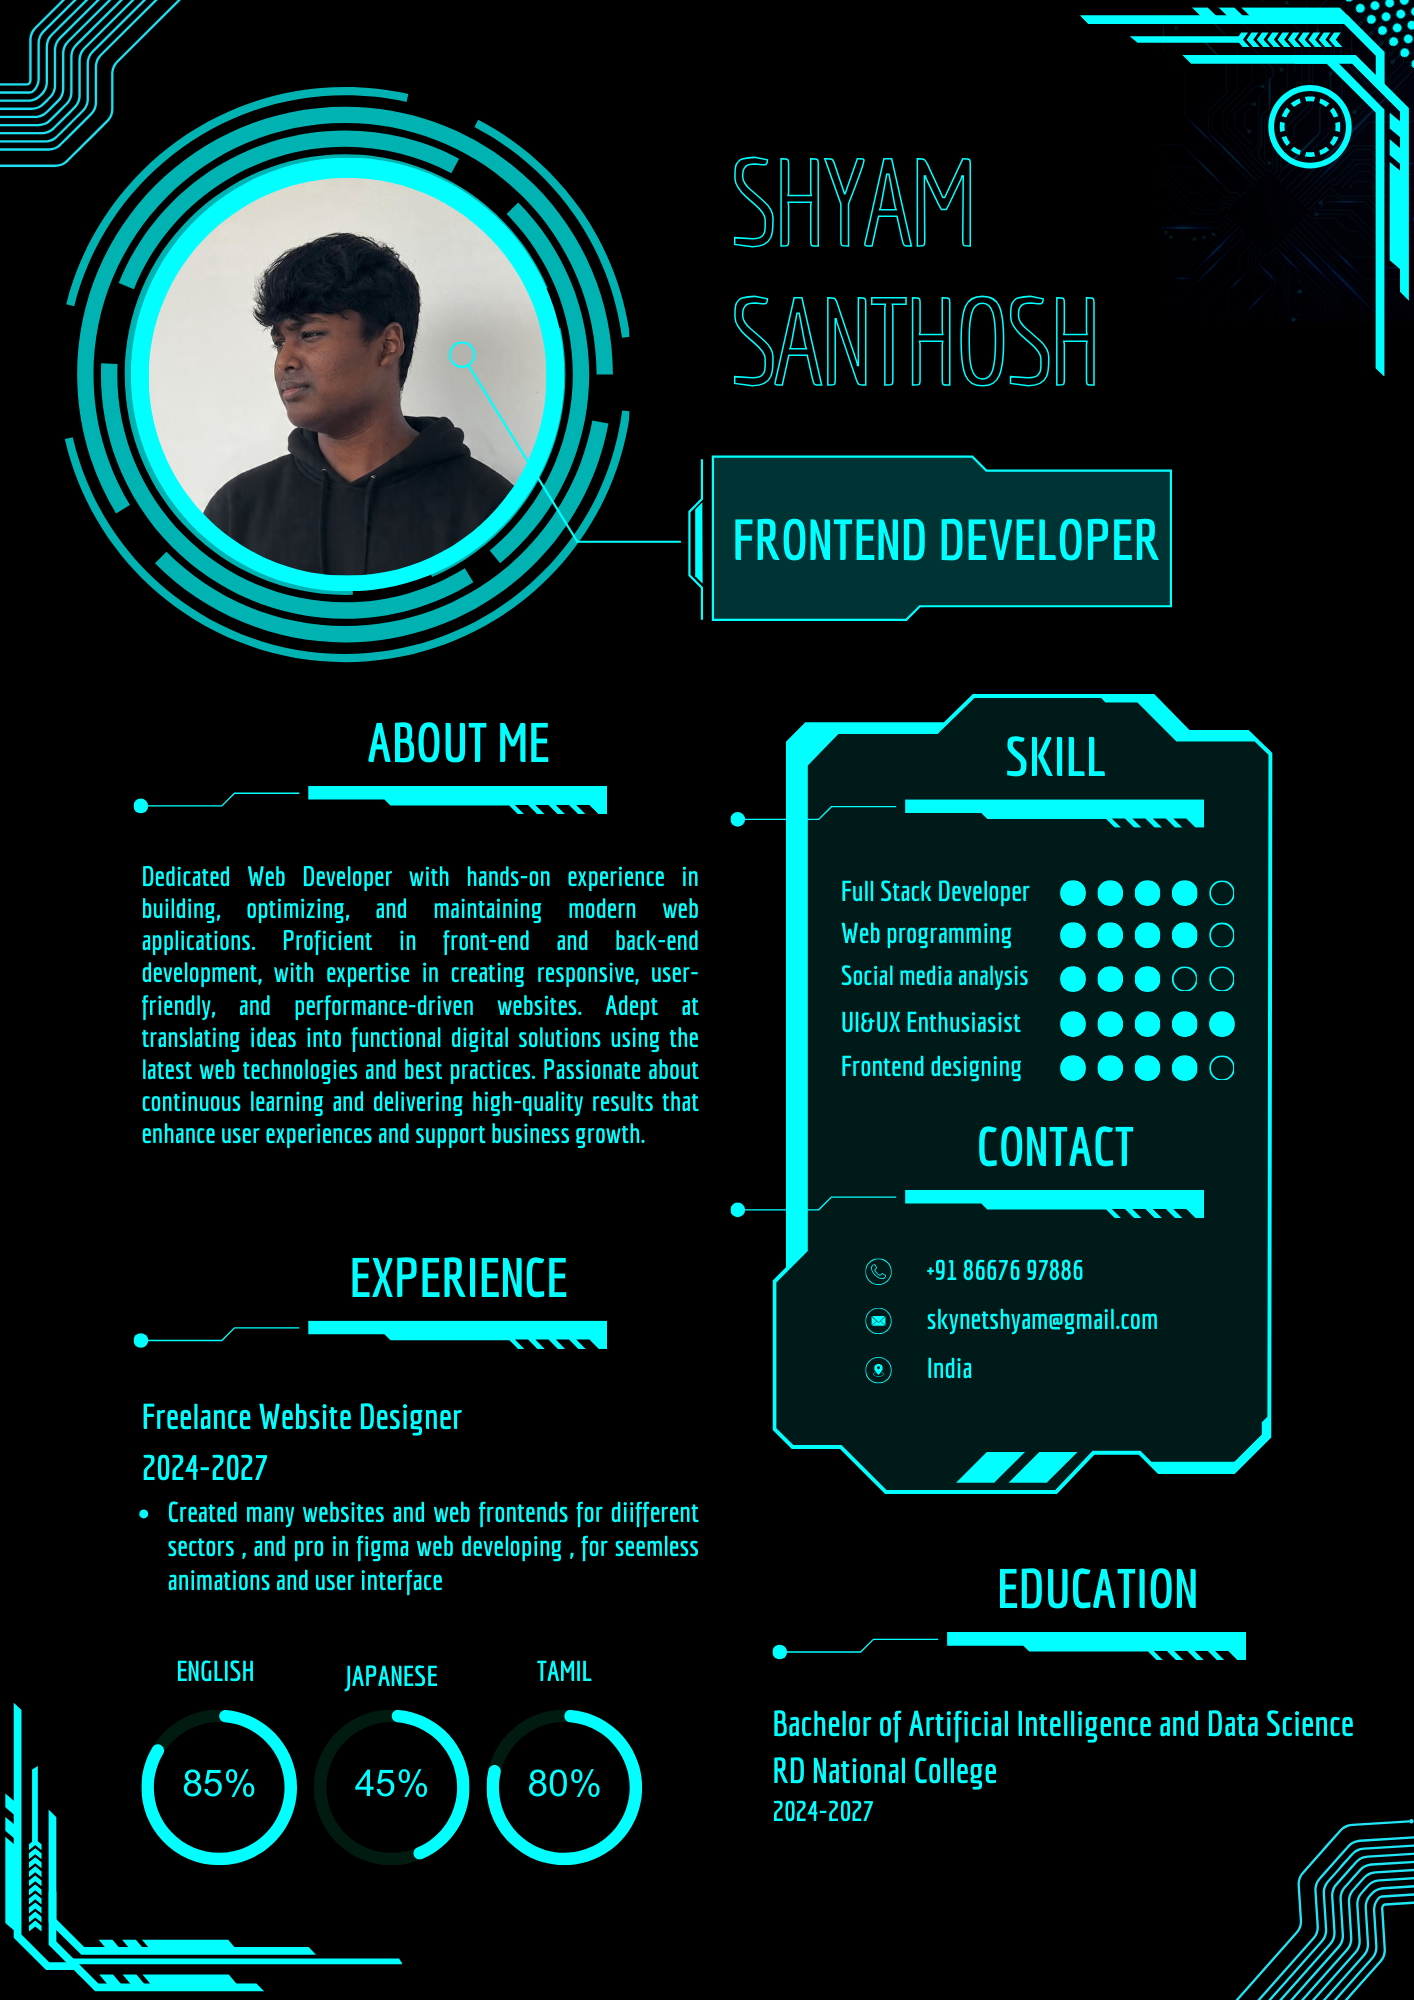 SHYAM
SANTHOSH
FRONTEND DEVELOPER
ABOUT ME
Dedicated Web Developer with hands-on experience in
building, optimizing, and maintaining modern web
applications. Proficient in front-end and back-end
development, with expertise in creating responsive, user-
friendly, and performance-driven websites. Adept at
translating ideas into functional digital solutions using the
latest web technologies and best practices. Passionate about
continuous learning and delivering high-quality results that
enhance user experiences and support business growth.
EXPERIENCE
Freelance Website Designer
2024-2027
• Created many websites and web frontends for diifferent
sectors , and pro in figma web developing , for seemless
animations and user interface
ENGLISH
85%
JAPANESE
45%
TAMIL
80%
SKILL
Full Stack Developer
Web programming
Social media analysis
UI&UX Enthusiasist
Frontend designing
CONTACT
+91 86676 97886
skynetshyam@gmail.com
India
EDUCATION
Bachelor of Artificial Intelligence and Data Science
RD National College
2024-2027